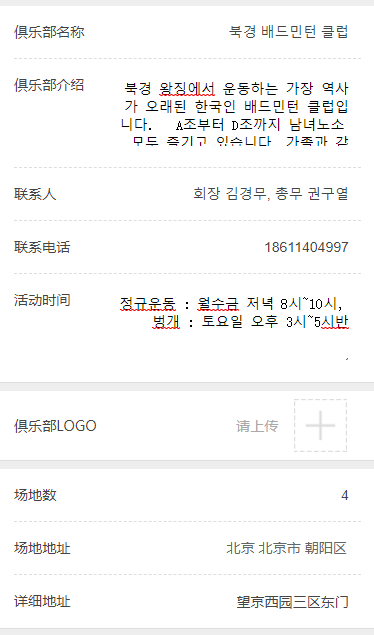 俱乐部名称 북경 배드민턴 클럽
俱乐部介绍 북경 왕징에서 운동하는 가장 역사
가 오래된 한국인 배드민턴 클럽입
니다. A조부터 D조까지 남녀노소
모두 즐기고 있습니다 가족과 같
联系人 회장 김경무, 총무 권구열
联系电话 18611404997
活动时间 정규운동 : 월수금 저녁 8시~10시,
벙개 : 토요일 오후 3시~5시반
俱乐部LOGO 请上传
场地数 4
场地地址 北京 北京市 朝阳区
详细地址 望京西园三区东门